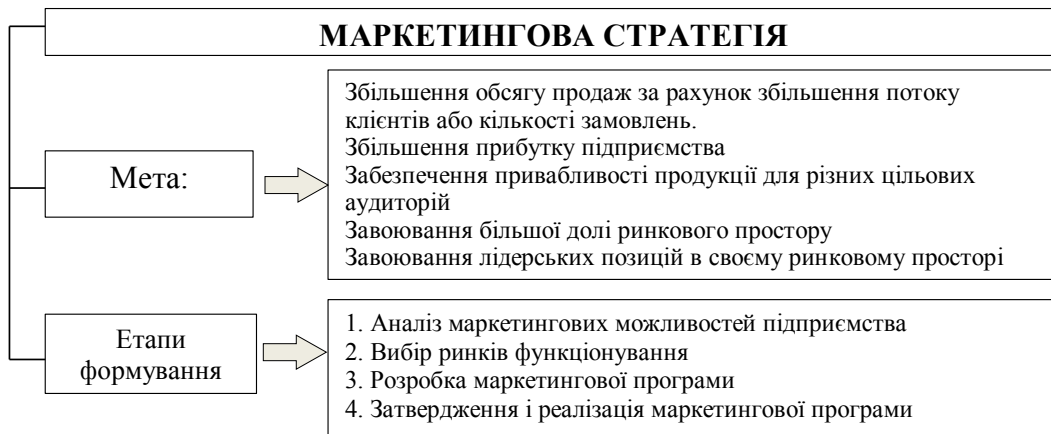 МАРКЕТИНГОВА СТРАТЕГІЯ
Мета:
Збільшення обсягу продаж за рахунок збільшення потоку
клієнтів або кількості замовлень.
Збільшення прибутку підприємства
Забезпечення привабливості продукції для різних цільових
аудиторій
Завоювання більшої долі ринкового простору
Завоювання лідерських позицій в своєму ринковому просторі
Етапи
формування
1. Аналіз маркетингових можливостей підприємства
2. Вибір ринків функціонування
3. Розробка маркетингової програми
4. Затвердження і реалізація маркетингової програми